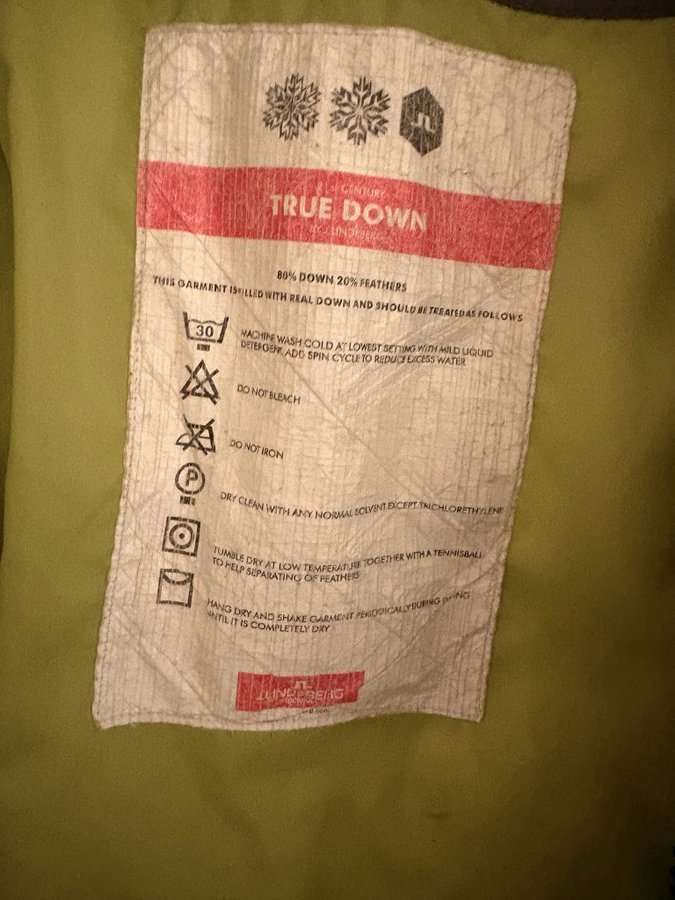 CENTURY
TRUE DOWN
BY J.LINDEBERG
80% DOWN 20% FEATHERS
THIS GARMENT IS FILLED WITH REAL DOWN AND SHOULD BE TREATED AS FOLLOWS
30
MACHINE WASH COLD AT LOWEST SETTING WITH MILD LIQUID
DETERGENT, ADD SPIN CYCLE TO REDUCE EXCESS WATER
DO NOT BLEACH
DO NOT IRON
P
DRY CLEAN WITH ANY NORMAL SOLVENT EXCEPT TRICHLORETHYLENE
TUMBLE DRY AT LOW TEMPERATURE TOGETHER WITH A TENNISBALL
TO HELP SEPARATING OF FEATHERS
HANG DRY AND SHAKE GARMENT PERIODICALLY DURING DRYING
UNTIL IT IS COMPLETELY DRY
J.LINDEBERG